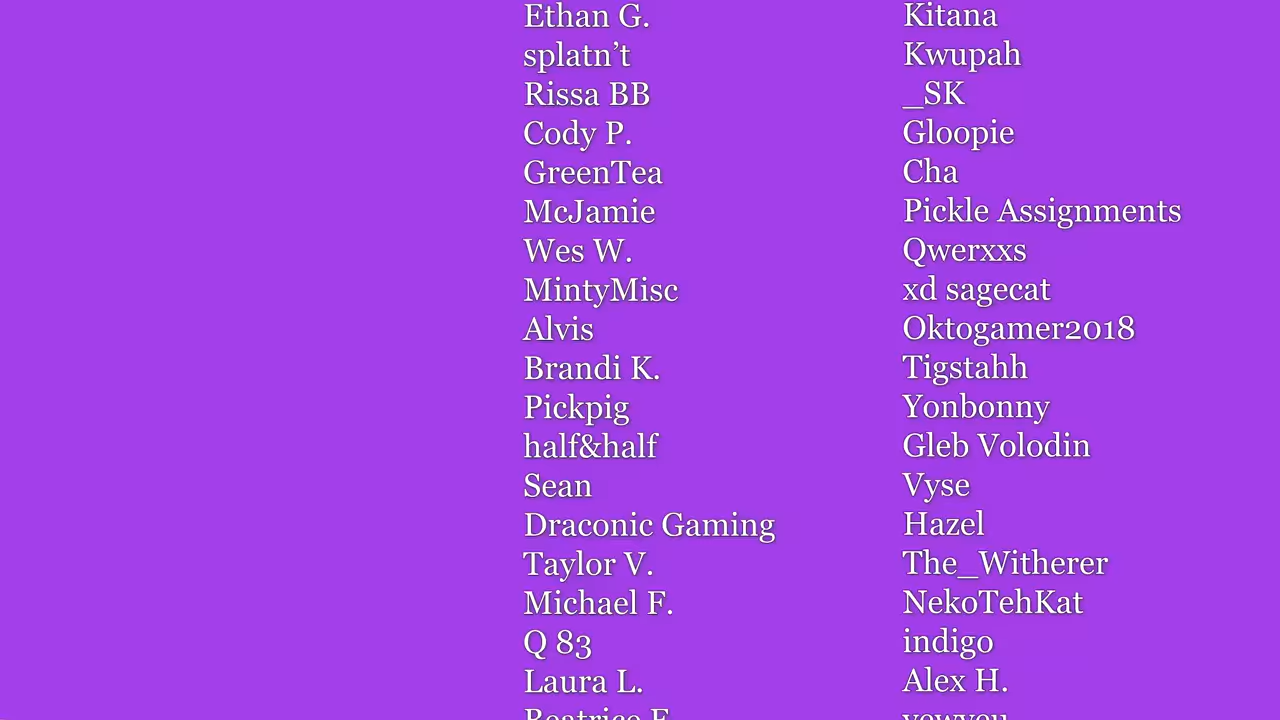 Ethan G.
splatn’t
Rissa BB
Cody P.
GreenTea
McJamie
Wes W.
MintyMisc
Alvis
Brandi K.
Pickpig
half&half
Sean
Draconic Gaming
Taylor V.
Michael F.
Q 83
Laura L.
Kitana
Kwupah
_SK
Gloopie
Cha
Pickle Assignments
Qwerxxs
xd sagecat
Oktogamer2018
Tigstahh
Yonbonny
Gleb Volodin
Vyse
Hazel
The_Witherer
NekoTehKat
indigo
Alex H.